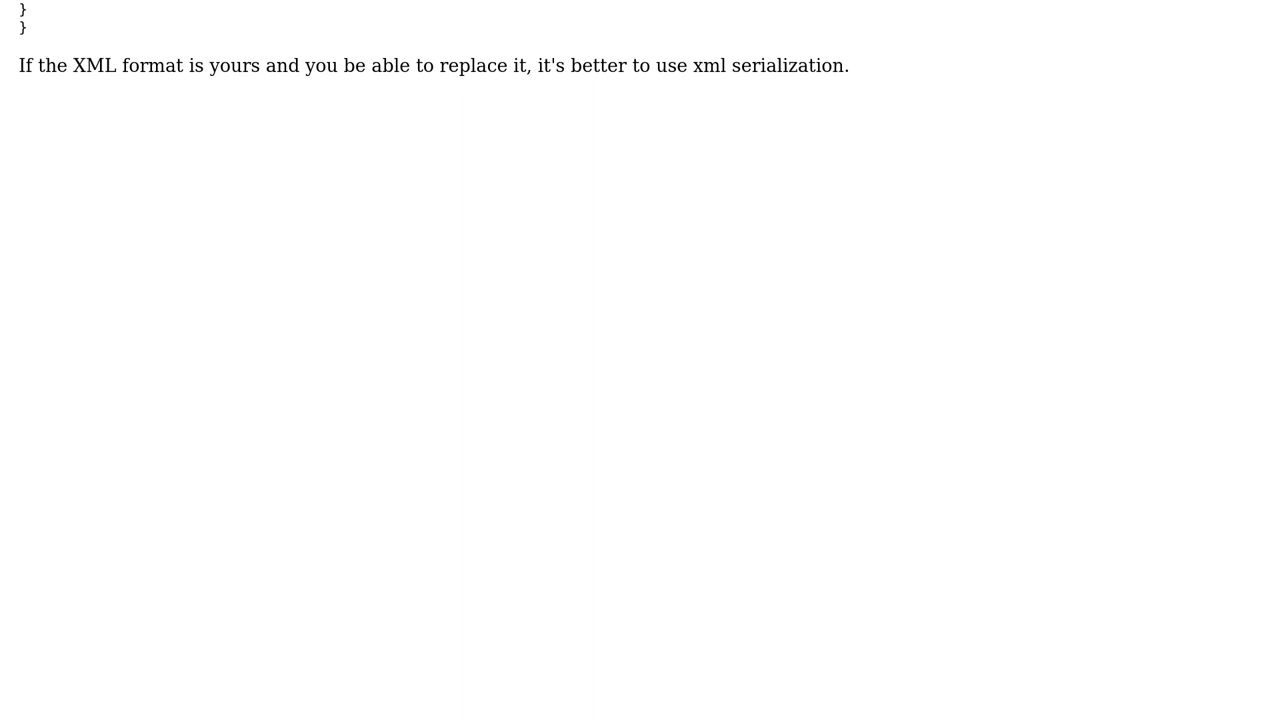 }
}
If the XML format is yours and you be able to replace it, it's better to use xml serialization.